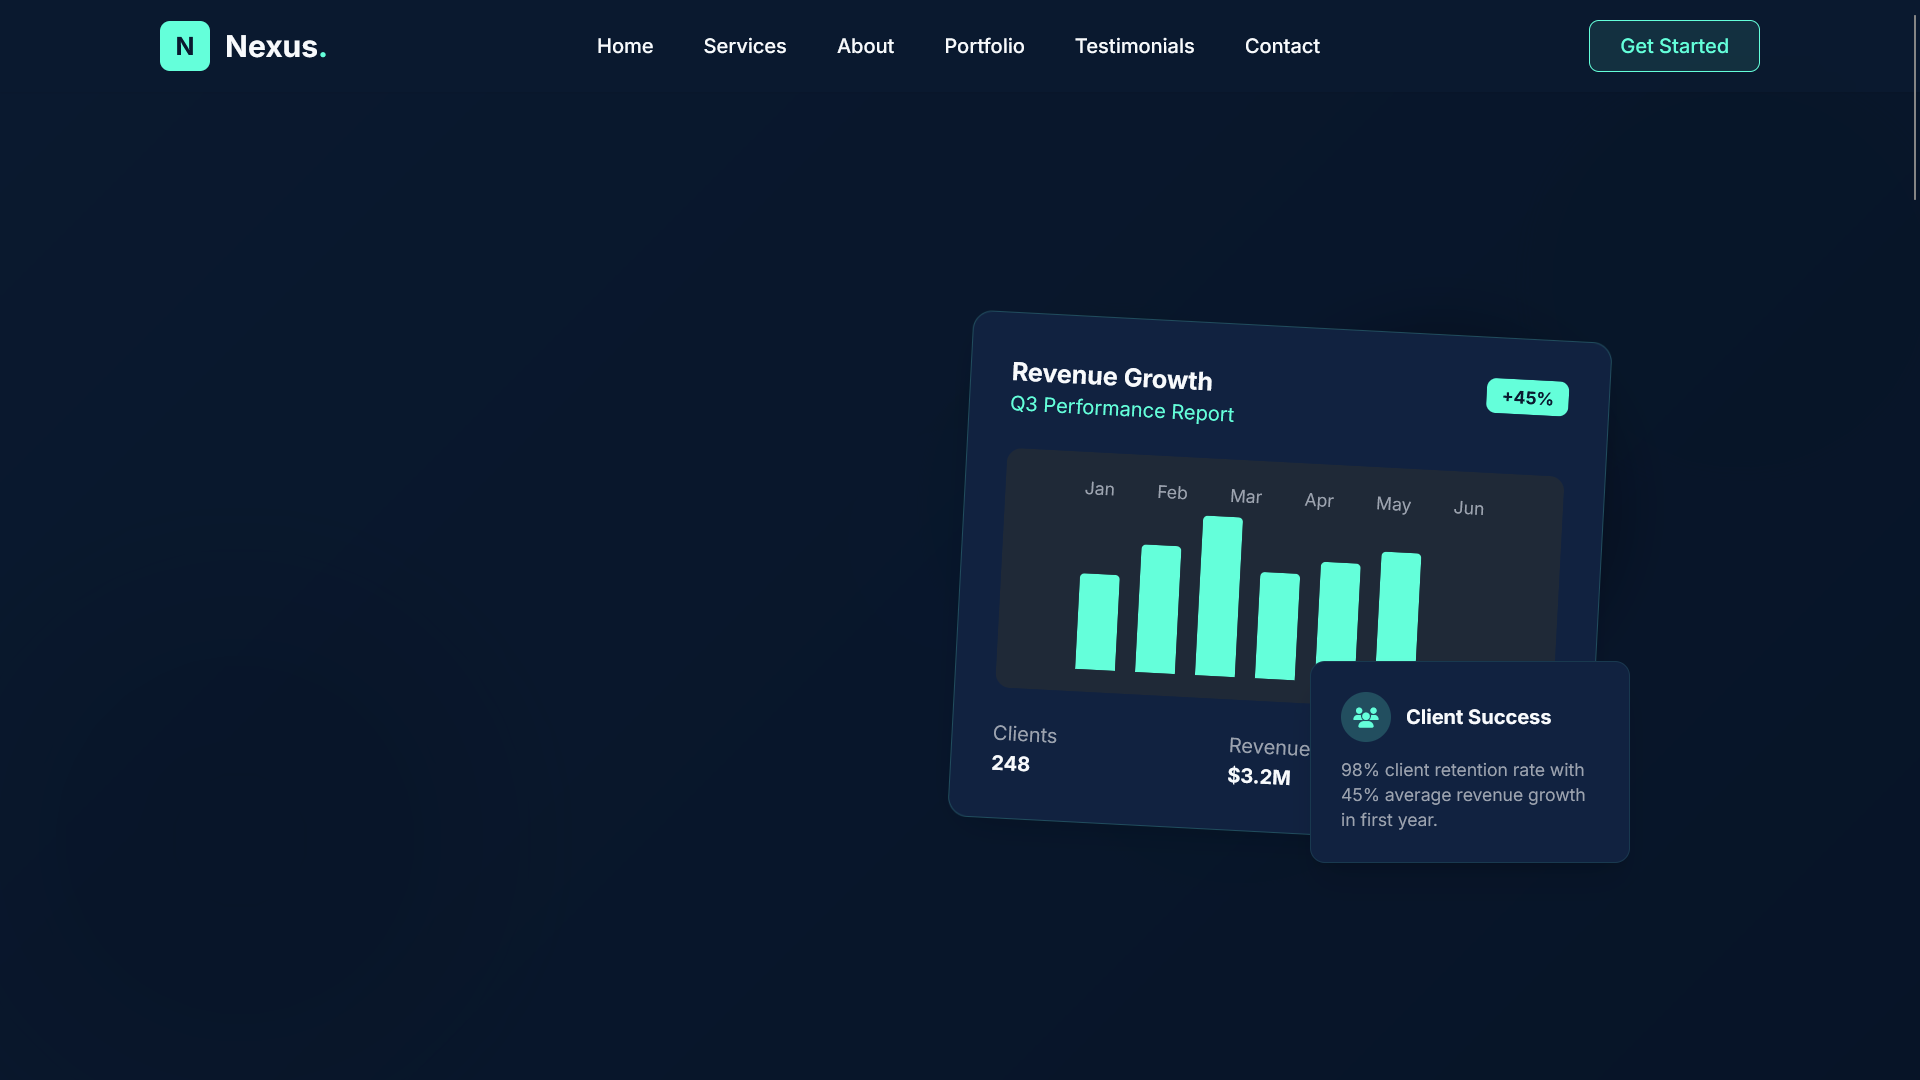 N
Nexus.
Home
Services
About
Portfolio
Testimonials
Contact
Get Started
Revenue Growth
Q3 Performance Report
+45%
Jan
Feb
Mar
Apr
May
Jun
Clients
248
Revenue
$3.2M
Client Success
98% client retention rate with
45% average revenue growth
in first year.